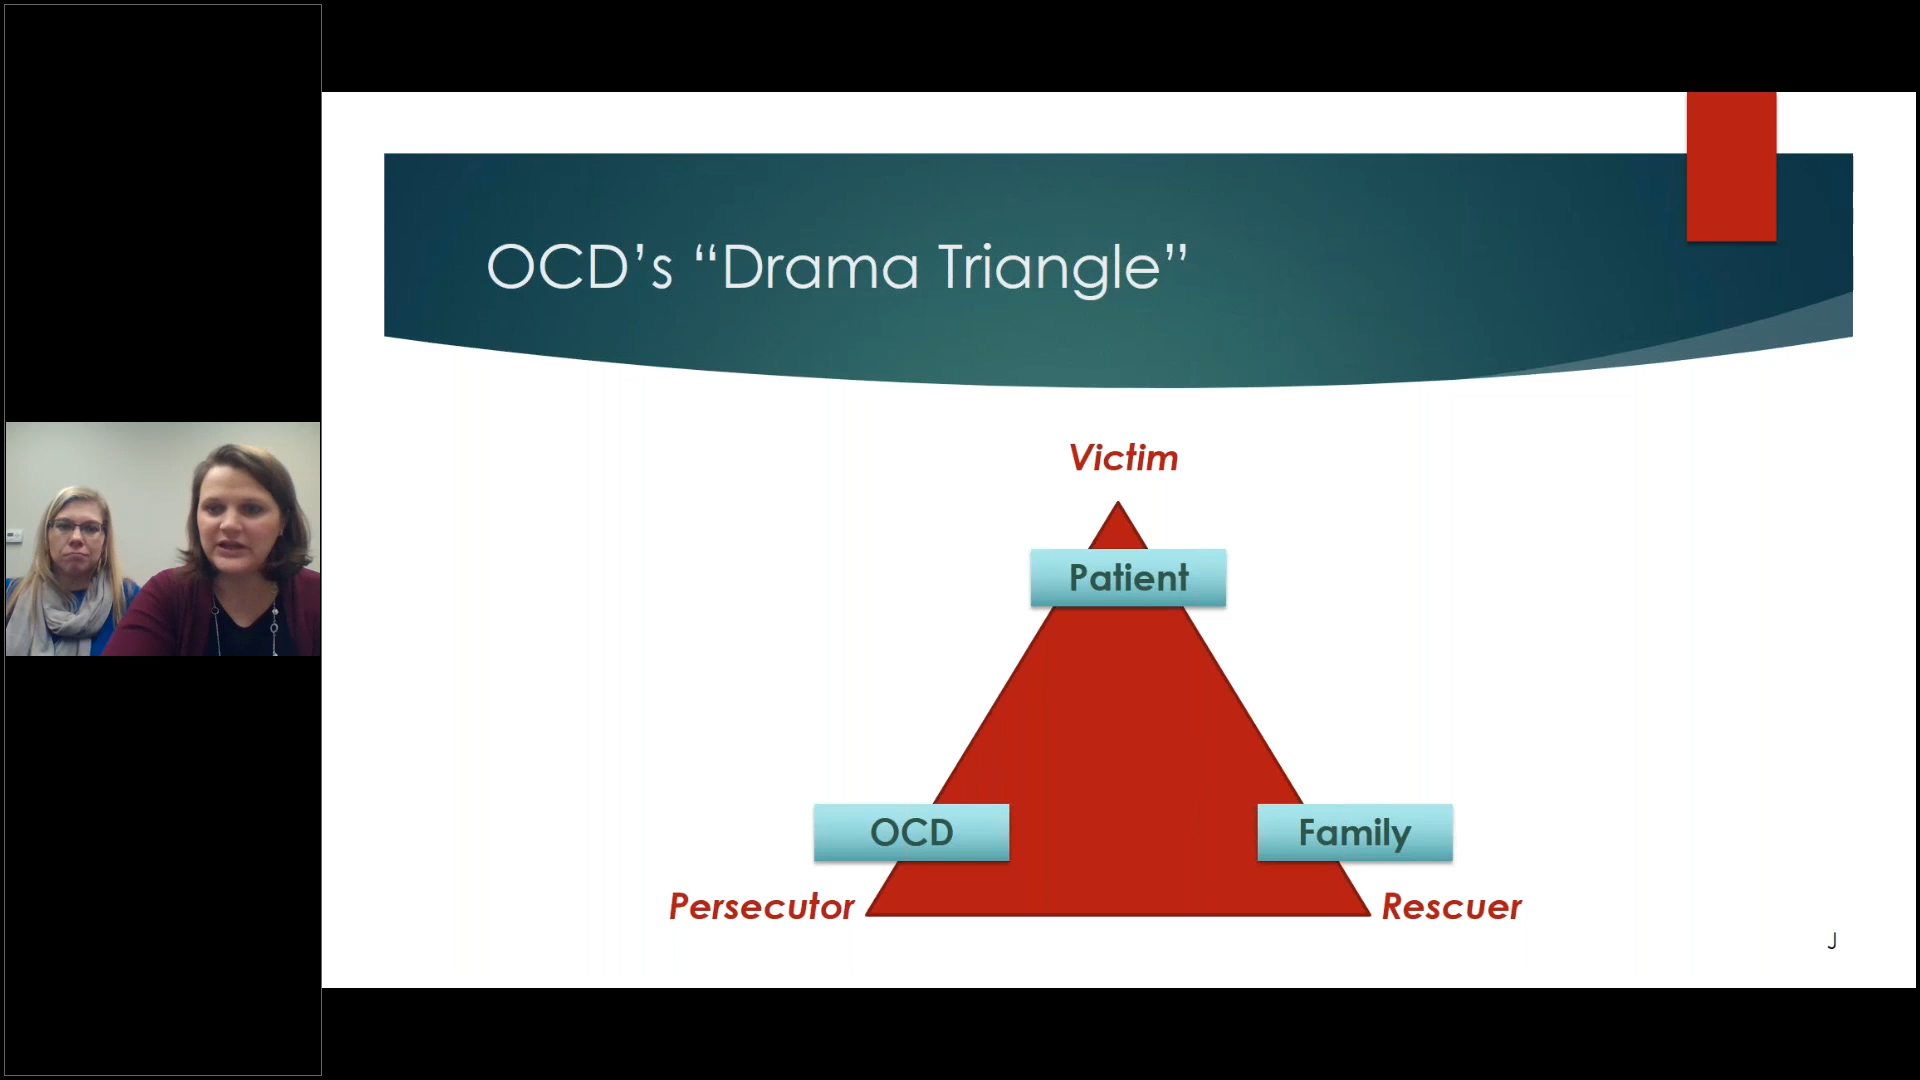 OCD’s “Drama Triangle”
Victim
Patient
OCD
Family
Persecutor
Rescuer
J